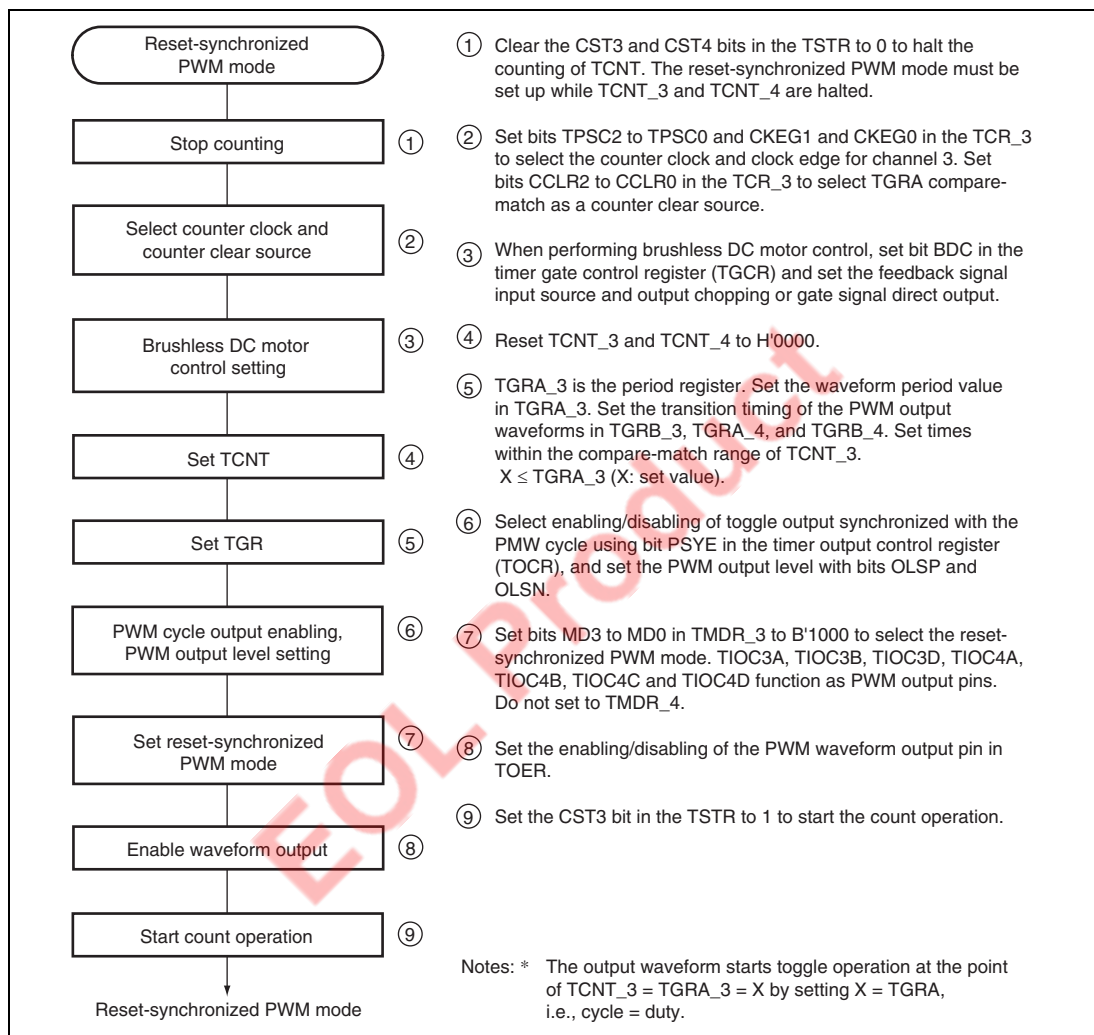 Reset-synchronized
PWM mode
Stop counting
①
Select counter clock and
counter clear source
②
Brushless DC motor
control setting
③
Set TCNT
④
Set TGR
⑤
PWM cycle output enabling,
PWM output level setting
⑥
Set reset-synchronized
PWM mode
⑦
Enable waveform output
⑧
Start count operation
⑨
Reset-synchronized PWM mode
① Clear the CST3 and CST4 bits in the TSTR to 0 to halt the
counting of TCNT. The reset-synchronized PWM mode must be
set up while TCNT_3 and TCNT_4 are halted.
② Set bits TPSC2 to TPSC0 and CKEG1 and CKEG0 in the TCR_3
to select the counter clock and clock edge for channel 3. Set
bits CCLR2 to CCLR0 in the TCR_3 to select TGRA compare-
match as a counter clear source.
③ When performing brushless DC motor control, set bit BDC in the
timer gate control register (TGCR) and set the feedback signal
input source and output chopping or gate signal direct output.
④ Reset TCNT_3 and TCNT_4 to H'0000.
⑤ TGRA_3 is the period register. Set the waveform period value
in TGRA_3. Set the transition timing of the PWM output
waveforms in TGRB_3, TGRA_4, and TGRB_4. Set times
within the compare-match range of TCNT_3.
X ≤ TGRA_3 (X: set value).
⑥ Select enabling/disabling of toggle output synchronized with the
PMW cycle using bit PSYE in the timer output control register
(TOCR), and set the PWM output level with bits OLSP and
OLSN.
⑦ Set bits MD3 to MD0 in TMDR_3 to B'1000 to select the reset-
synchronized PWM mode. TIOC3A, TIOC3B, TIOC3D, TIOC4A,
TIOC4B, TIOC4C and TIOC4D function as PWM output pins.
Do not set to TMDR_4.
⑧ Set the enabling/disabling of the PWM waveform output pin in
TOER.
⑨ Set the CST3 bit in the TSTR to 1 to start the count operation.
Notes: * The output waveform starts toggle operation at the point
of TCNT_3 = TGRA_3 = X by setting X = TGRA,
i.e., cycle = duty.
EOL Product